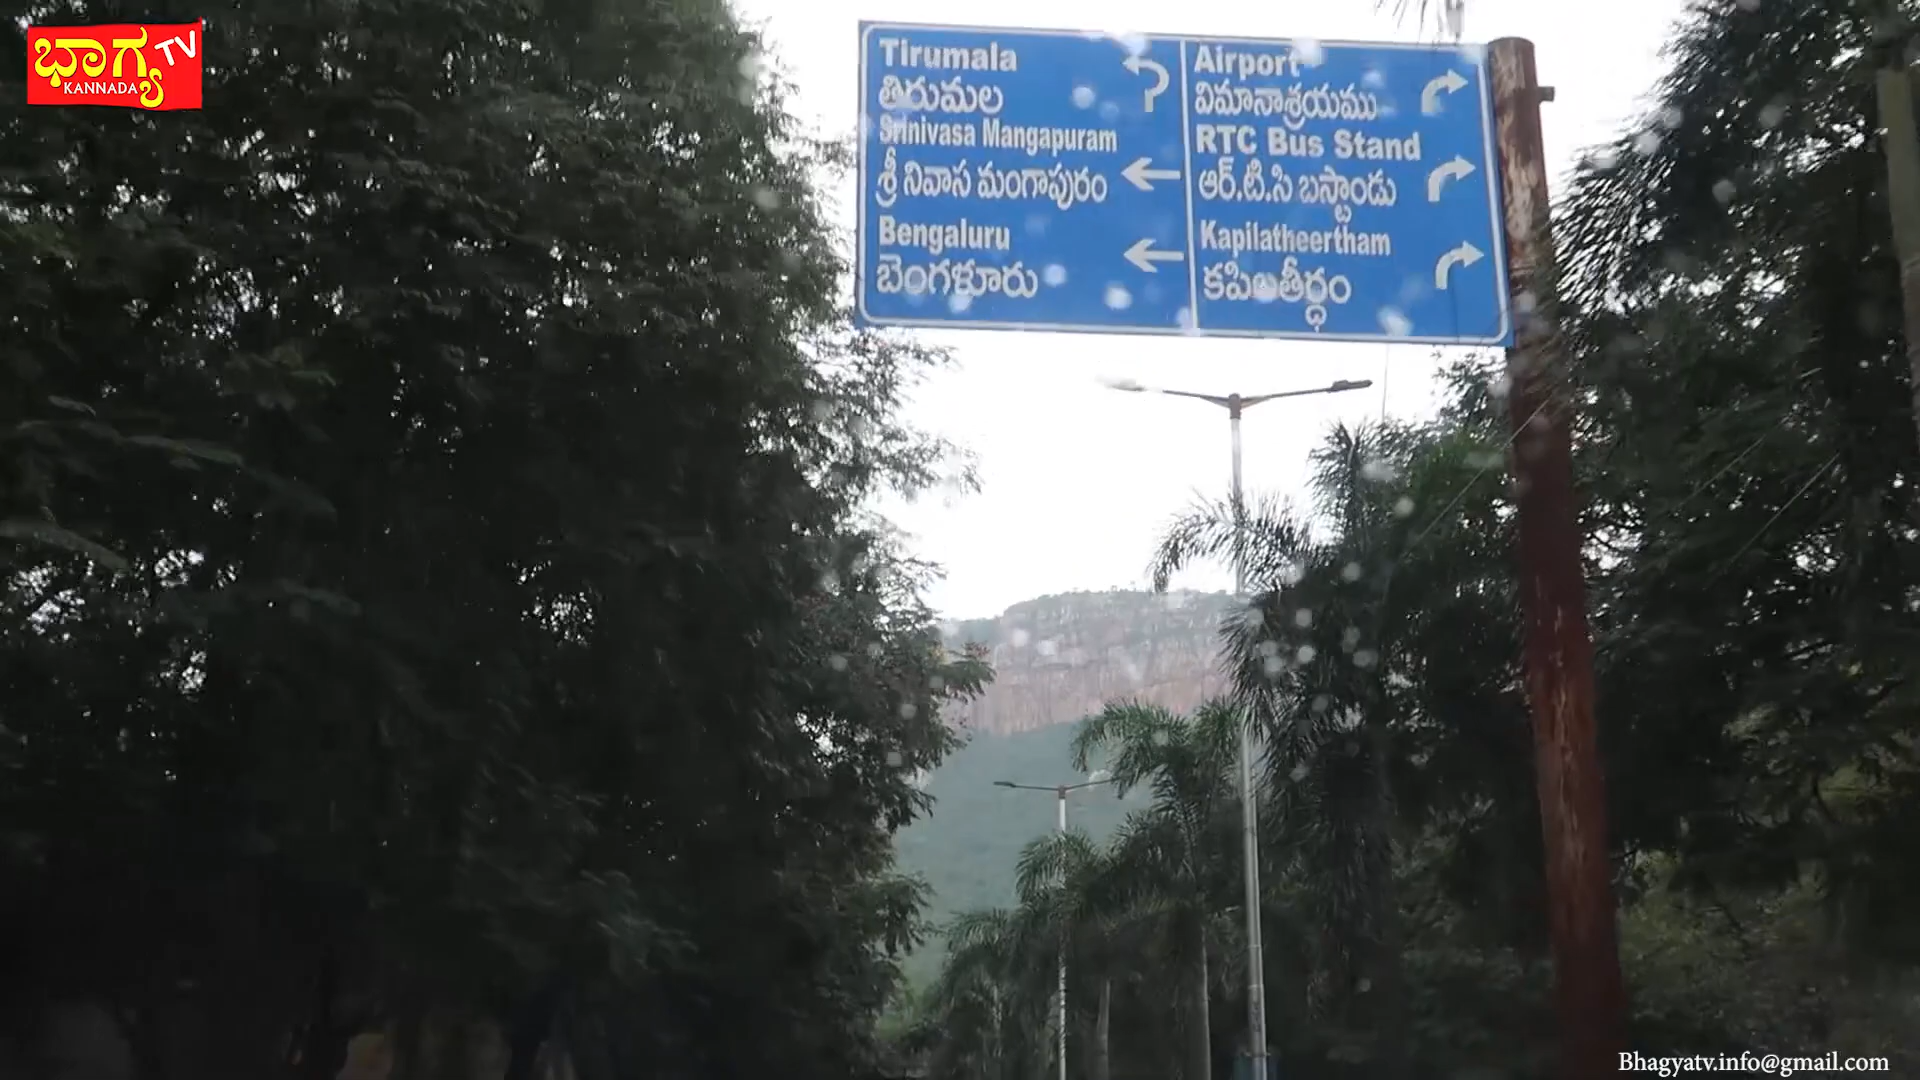 ಭಾಗ್ಯ TV
KANNADA
Tirumala
తిరుమల
Srinivasa Mangapuram
శ్రీనివాస మంగాపురం
Bengaluru
బెంగళూరు
Airport
విమానాశ్రయము
RTC Bus Stand
ఆర్.టి.సి బస్టాండు
Kapilatheertham
కపిలతీర్థం
Bhagyatv.info@gmail.com